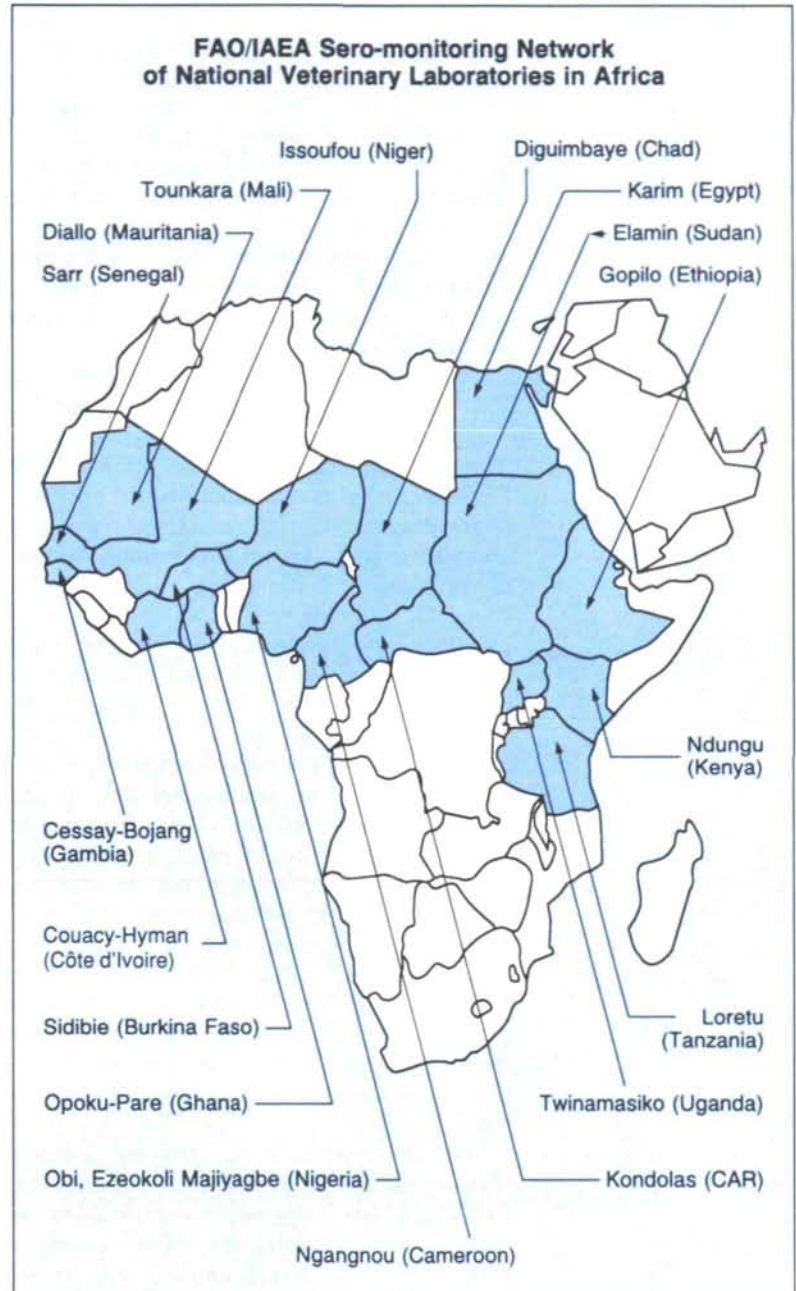 FAO/IAEA Sero-monitoring Network
of National Veterinary Laboratories in Africa
Issoufou (Niger)
Diguimbaye (Chad)
Tounkara (Mali)
Karim (Egypt)
Diallo (Mauritania)
Elamin (Sudan)
Sarr (Senegal)
Gopilo (Ethiopia)
Ndungu
(Kenya)
Cessay-Bojang
(Gambia)
Couacy-Hyman
(Côte d'Ivoire)
Sidibie (Burkina Faso)
Loretu
(Tanzania)
Opoku-Pare (Ghana)
Twinamasiko (Uganda)
Obi, Ezeokoli Majiyagbe (Nigeria)
Kondolas (CAR)
Ngangnou (Cameroon)